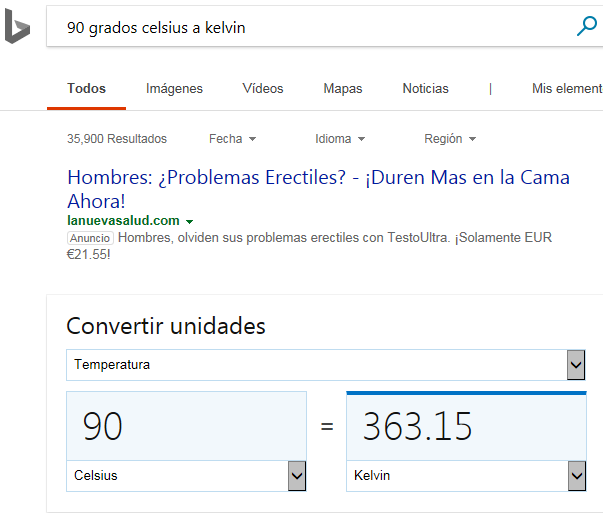 90 grados celsius a kelvin
Todos Imágenes Vídeos Mapas Noticias | Mis element
35,900 Resultados Fecha Idioma Región
Hombres: ¿Problemas Erectiles? - ¡Duren Mas en la Cama
Ahora!
lanuevasalud.com
Anuncio Hombres, olviden sus problemas erectiles con TestoUltra. ¡Solamente EUR
€21.55!
Convertir unidades
Temperatura
90 = 363.15
Celsius Kelvin